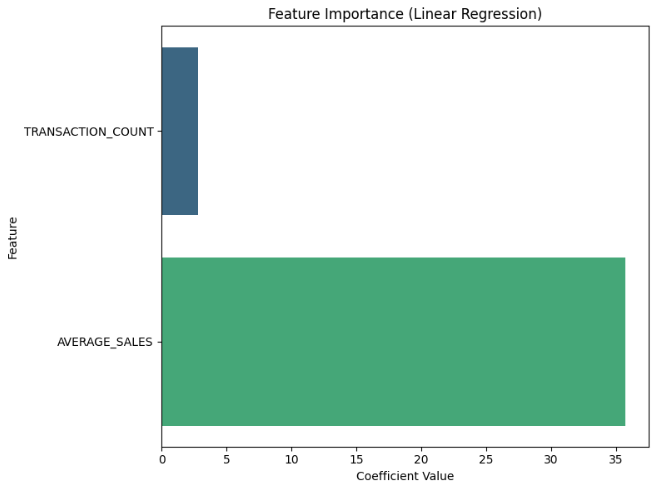 Feature Importance (Linear Regression)
TRANSACTION_COUNT
Feature
AVERAGE_SALES
0 5 10 15 20 25 30 35
Coefficient Value